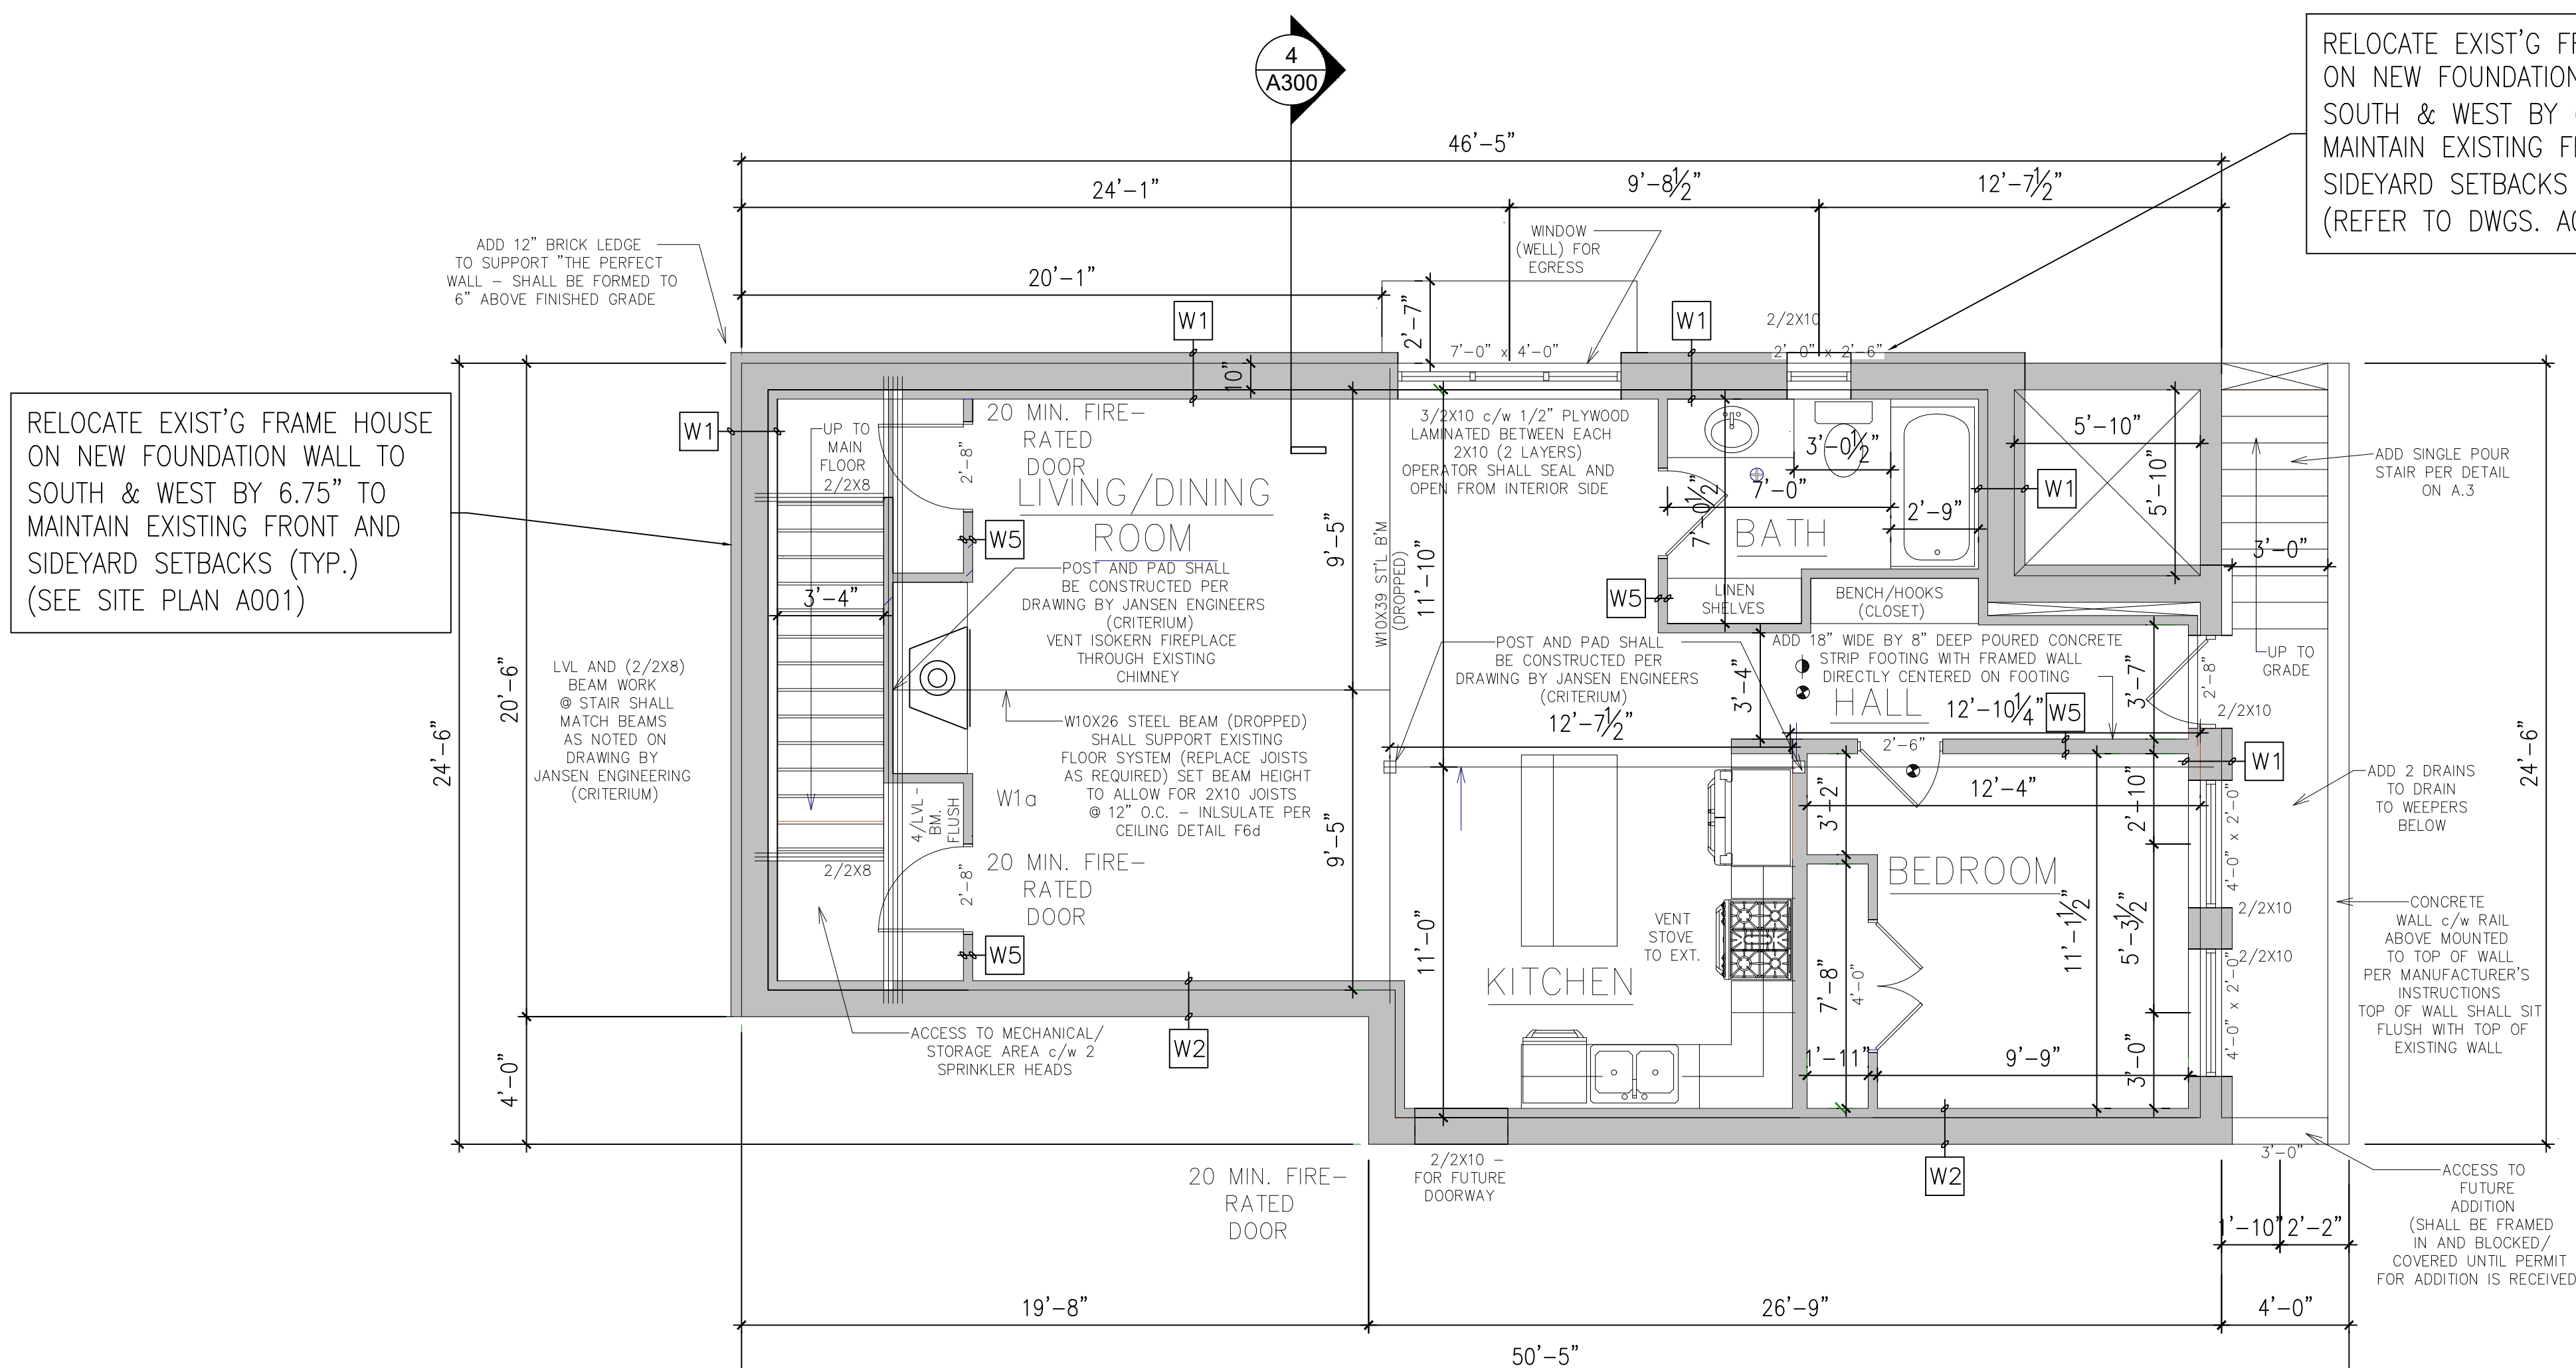 4
A300
RELOCATE EXIST'G FR
ON NEW FOUNDATION
SOUTH & WEST BY
MAINTAIN EXISTING F
SIDEYARD SETBACKS
(REFER TO DWGS. A0
46'-5"
24'-1"
9'-8½"
12'-7½"
20'-1"
2'-7"
ADD 12" BRICK LEDGE
TO SUPPORT "THE PERFECT
WALL – SHALL BE FORMED TO
6" ABOVE FINISHED GRADE
WINDOW
(WELL) FOR
EGRESS
W1
W1
2/2X10
7'-0" x 4'-0"
2'-0" x 2'-6"
10"
RELOCATE EXIST'G FRAME HOUSE
ON NEW FOUNDATION WALL TO
SOUTH & WEST BY 6.75" TO
MAINTAIN EXISTING FRONT AND
SIDEYARD SETBACKS (TYP.)
(SEE SITE PLAN A001)
W1
UP TO
MAIN
FLOOR
2/2X8
20 MIN. FIRE–
RATED
DOOR
2'-8"
LIVING/DINING
ROOM
W5
3/2X10 c/w 1/2" PLYWOOD
LAMINATED BETWEEN EACH
2X10 (2 LAYERS)
OPERATOR SHALL SEAL AND
OPEN FROM INTERIOR SIDE
W10X39 ST'L B'M
(DROPPED)
9'-5"
11'-10"
3'-0½"
7'-0"
7'-0½"
2'-9"
BATH
5'-10"
5'-10"
W1
ADD SINGLE POUR
STAIR PER DETAIL
ON A.3
3'-0"
W5
LINEN
SHELVES
BENCH/HOOKS
(CLOSET)
3'-4"
POST AND PAD SHALL
BE CONSTRUCTED PER
DRAWING BY JANSEN ENGINEERS
(CRITERIUM)
VENT ISOKERN FIREPLACE
THROUGH EXISTING
CHIMNEY
POST AND PAD SHALL
BE CONSTRUCTED PER
DRAWING BY JANSEN ENGINEERS
(CRITERIUM)
12'-7½"
3'-4"
ADD 18" WIDE BY 8" DEEP POURED CONCRETE
STRIP FOOTING WITH FRAMED WALL
DIRECTLY CENTERED ON FOOTING
HALL
12'-10¼"
W5
3'-7"
2'-8"
2/2X10
UP TO
GRADE
24'-6"
20'-6"
4'-0"
LVL AND (2/2X8)
BEAM WORK
@ STAIR SHALL
MATCH BEAMS
AS NOTED ON
DRAWING BY
JANSEN ENGINEERING
(CRITERIUM)
W10X26 STEEL BEAM (DROPPED)
SHALL SUPPORT EXISTING
FLOOR SYSTEM (REPLACE JOISTS
AS REQUIRED) SET BEAM HEIGHT
TO ALLOW FOR 2X10 JOISTS
@ 12" O.C. – INLSULATE PER
CEILING DETAIL F6d
W1a
4/LVL –
BM.
FLUSH
2/2X8
20 MIN. FIRE–
RATED
DOOR
2'-8"
W5
9'-5"
11'-0"
2'-6"
W1
12'-4"
3'-2"
2'-10"
4'-0" x 2'-0"
24'-6"
ADD 2 DRAINS
TO DRAIN
TO WEEPERS
BELOW
BEDROOM
11'-1½"
5'-3½"
2/2X10
2/2X10
4'-0" x 2'-0"
VENT
STOVE
TO EXT.
KITCHEN
7'-8"
4'-0"
1'-11"
9'-9"
3'-0"
CONCRETE
WALL c/w RAIL
ABOVE MOUNTED
TO TOP OF WALL
PER MANUFACTURER'S
INSTRUCTIONS
TOP OF WALL SHALL SIT
FLUSH WITH TOP OF
EXISTING WALL
ACCESS TO MECHANICAL/
STORAGE AREA c/w 2
SPRINKLER HEADS
W2
20 MIN. FIRE–
RATED
DOOR
2/2X10 –
FOR FUTURE
DOORWAY
W2
3'-0"
ACCESS TO
FUTURE
ADDITION
(SHALL BE FRAMED
IN AND BLOCKED/
COVERED UNTIL PERMIT
FOR ADDITION IS RECEIVED
1'-10"
2'-2"
19'-8"
26'-9"
4'-0"
50'-5"